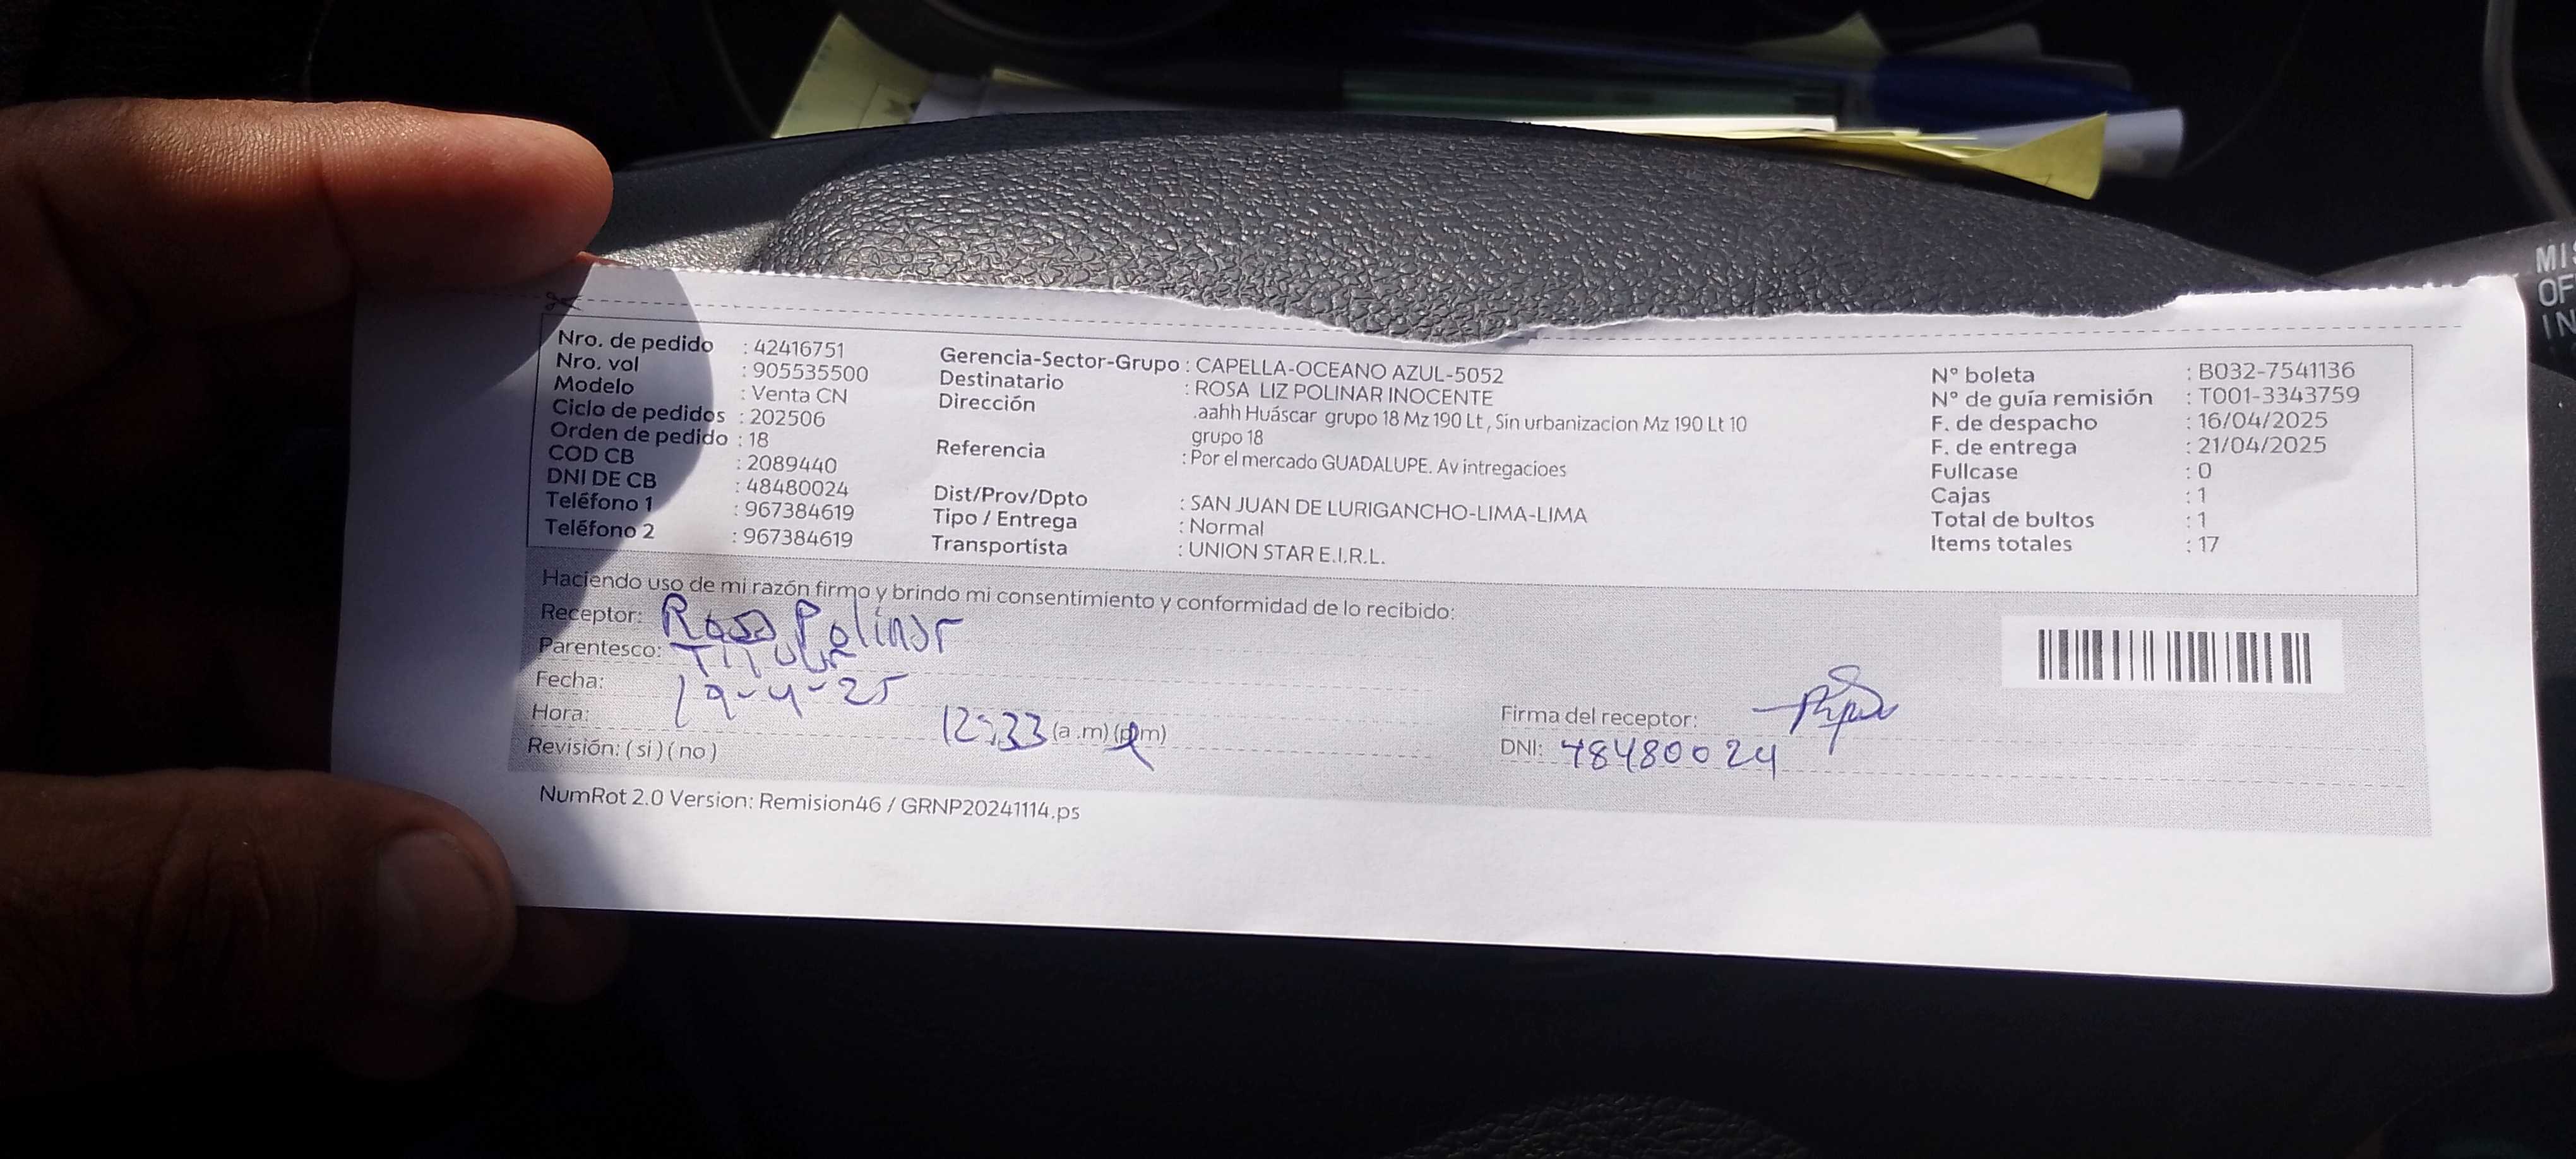 Nro. de pedido : 42416751
Nro. vol : 905535500
Modelo : Venta CN
Ciclo de pedidos : 202506
Orden de pedido : 18
COD CB : 2089440
DNI DE CB : 48480024
Teléfono 1 : 967384619
Teléfono 2 : 967384619
Gerencia-Sector-Grupo : CAPELLA-OCEANO AZUL-5052
Destinatario : ROSA LIZ POLINAR INOCENTE
Dirección .aahh Huáscar grupo 18 Mz 190 Lt , Sin urbanizacion Mz 190 Lt 10
grupo 18
Referencia : Por el mercado GUADALUPE. Av intregacioes
Dist/Prov/Dpto : SAN JUAN DE LURIGANCHO-LIMA-LIMA
Tipo / Entrega : Normal
Transportista : UNION STAR E.I.R.L.
N° boleta : B032-7541136
N° de guía remisión : T001-3343759
F. de despacho : 16/04/2025
F. de entrega : 21/04/2025
Fullcase : 0
Cajas : 1
Total de bultos : 1
Items totales : 17
Haciendo uso de mi razón firmo y brindo mi consentimiento y conformidad de lo recibido:
Receptor: Rosa Polinar
Parentesco: Titular
Fecha: 19-4-25
Hora: 12:33 (a.m) (p.m)
Revisión: (si) (no)
Firma del receptor:
DNI: 48480024
NumRot 2.0 Version: Remision46 / GRNP20241114.ps
MIS
OF
IN